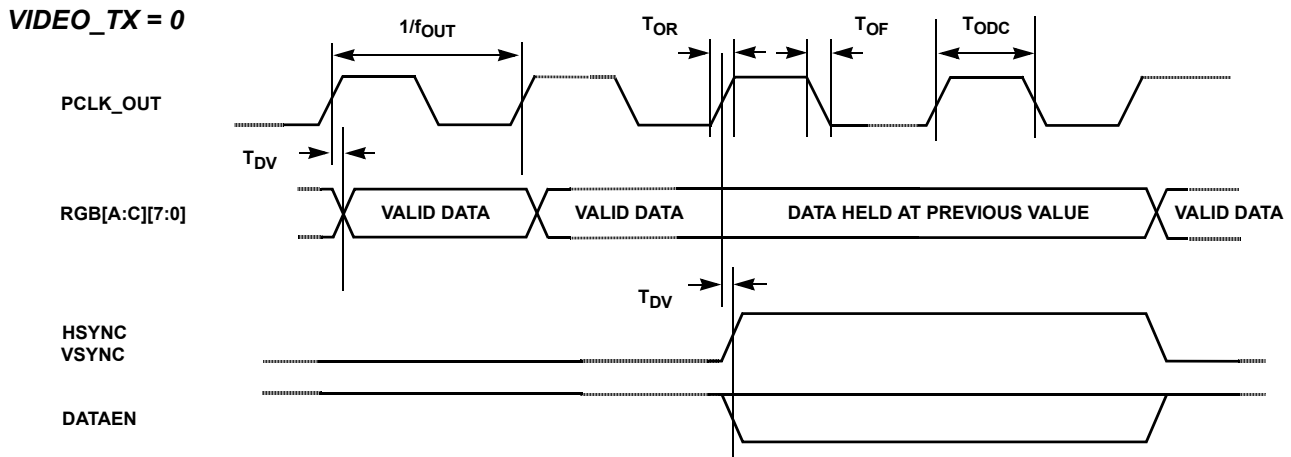 VIDEO_TX = 0
1/fOUT
TOR
TOF
TODC
PCLK_OUT
TDV
RGB[A:C][7:0]
VALID DATA VALID DATA DATA HELD AT PREVIOUS VALUE VALID DATA
TDV
HSYNC
VSYNC
DATAEN